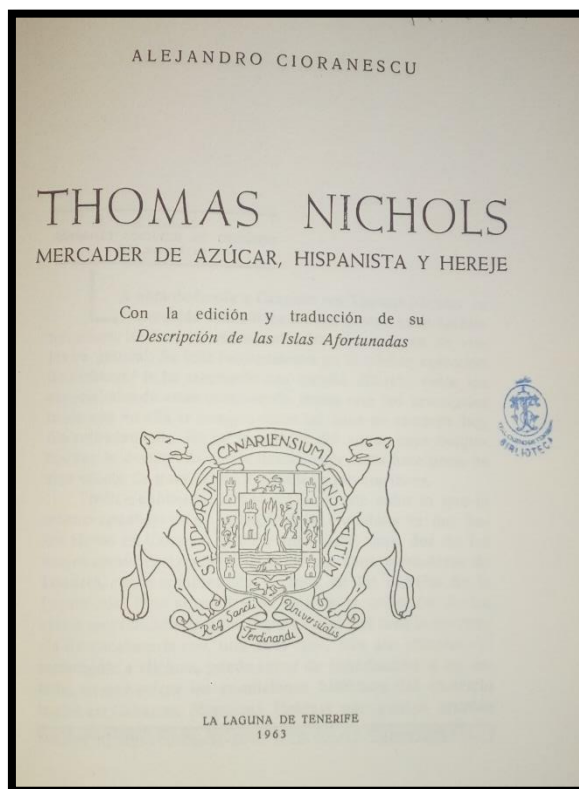 ALEJANDRO CIORANESCU
THOMAS NICHOLS
MERCADER DE AZÚCAR, HISPANISTA Y HEREJE
Con la edición y traducción de su
Descripción de las Islas Afortunadas
STUDIORUM CANARIENSIUM INSTITUTUM
Reg Sancti Ferdinandi Universitatis
BIBLIOTECA
LA LAGUNA DE TENERIFE
1963